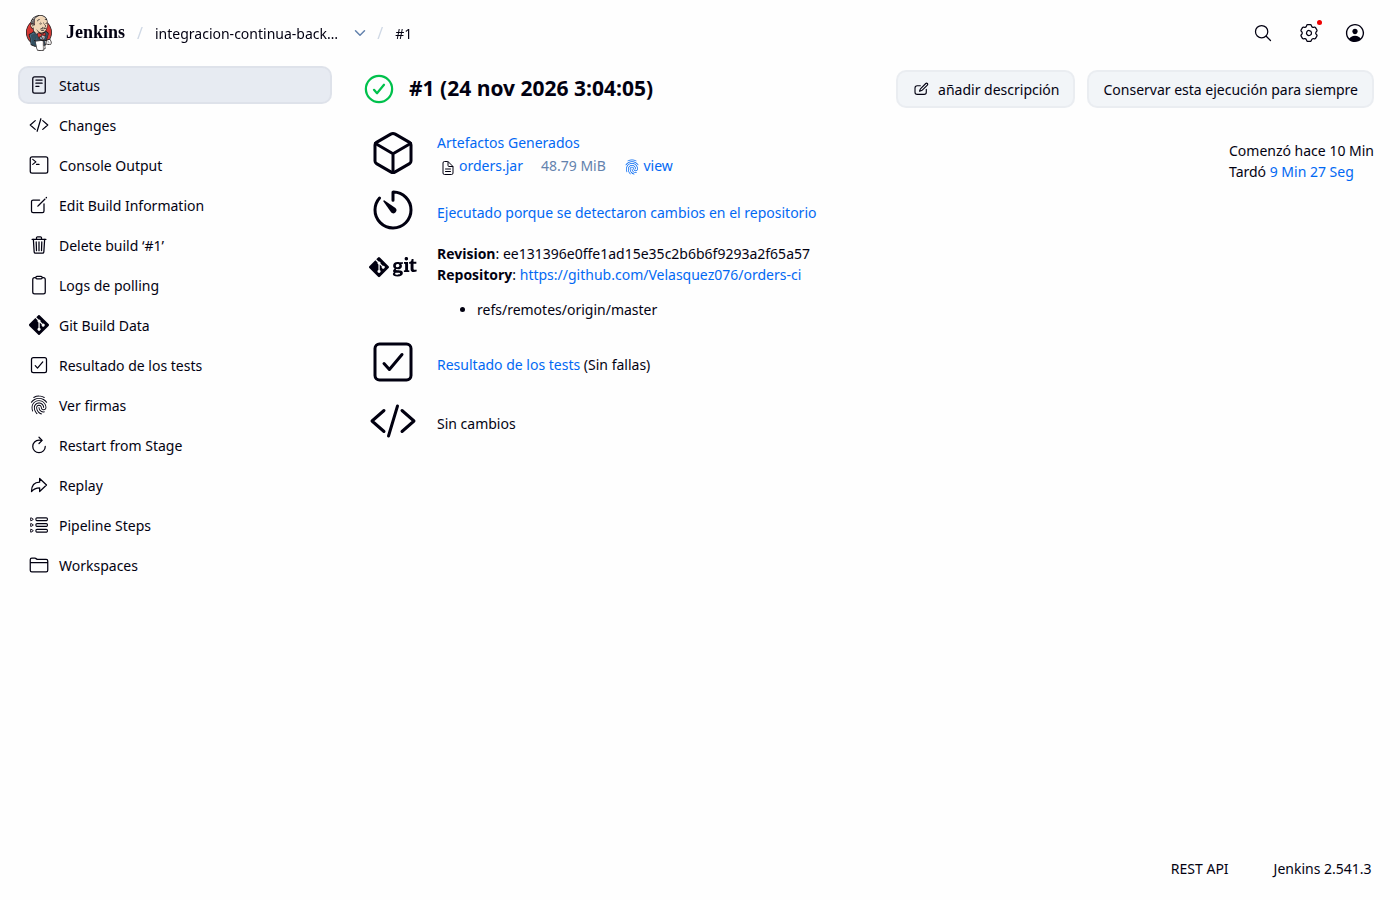 Jenkins / integracion-continua-back... / #1
Status
Changes
Console Output
Edit Build Information
Delete build ‘#1’
Logs de polling
Git Build Data
Resultado de los tests
Ver firmas
Restart from Stage
Replay
Pipeline Steps
Workspaces
#1 (24 nov 2026 3:04:05)
añadir descripción
Conservar esta ejecución para siempre
Artefactos Generados
orders.jar 48.79 MiB view
Comenzó hace 10 Min
Tardó 9 Min 27 Seg
Ejecutado porque se detectaron cambios en el repositorio
git
Revision: ee131396e0ffe1ad15e35c2b6b6f9293a2f65a57
Repository: https://github.com/Velasquez076/orders-ci
• refs/remotes/origin/master
Resultado de los tests (Sin fallas)
Sin cambios
REST API
Jenkins 2.541.3